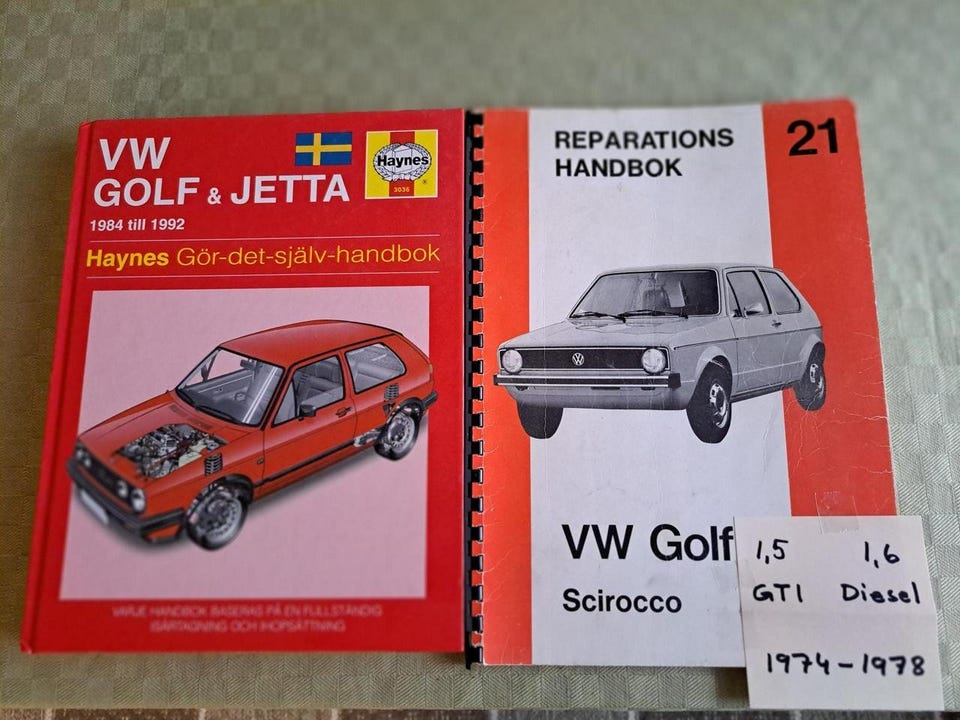 VW
GOLF & JETTA
1984 till 1992
Haynes
3036
®
Haynes Gör-det-själv-handbok
VARJE HANDBOK BASERAS PÅ EN FULLSTÄNDIG
ISÄRTAGNING OCH IHOPSÄTTNING
REPARATIONS
HANDBOK
21
VW Golf
Scirocco
1,5 1,6
GTI Diesel
1974-1978